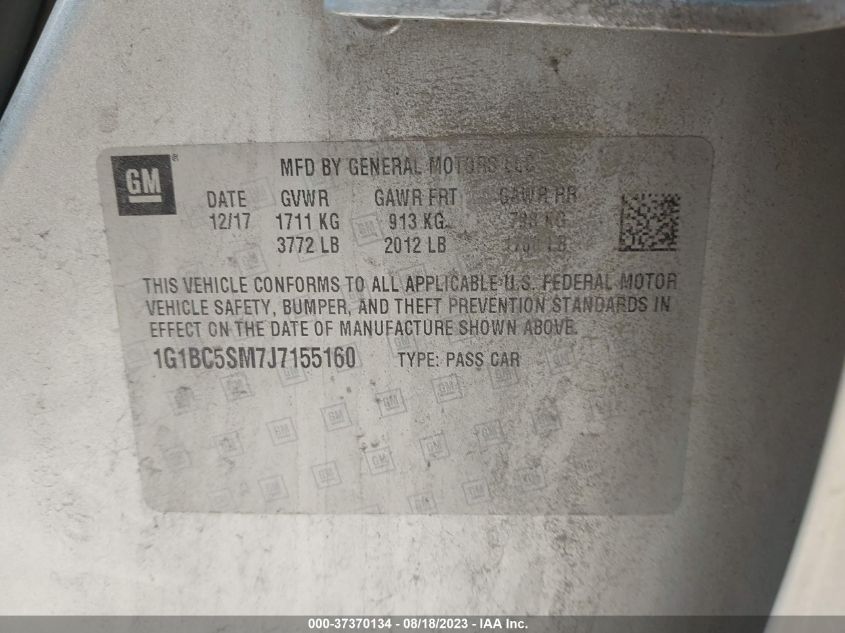 GM
MFD BY GENERAL MOTORS LLC
DATE GVWR GAWR FRT GAWR RR
12/17 1711 KG 913 KG 798 KG
3772 LB 2012 LB LB
THIS VEHICLE CONFORMS TO ALL APPLICABLE U.S. FEDERAL MOTOR
VEHICLE SAFETY, BUMPER, AND THEFT PREVENTION STANDARDS IN
EFFECT ON THE DATE OF MANUFACTURE SHOWN ABOVE.
1G1BC5SM7J7155160 TYPE: PASS CAR
000-37370134 - 08/18/2023 - IAA Inc.